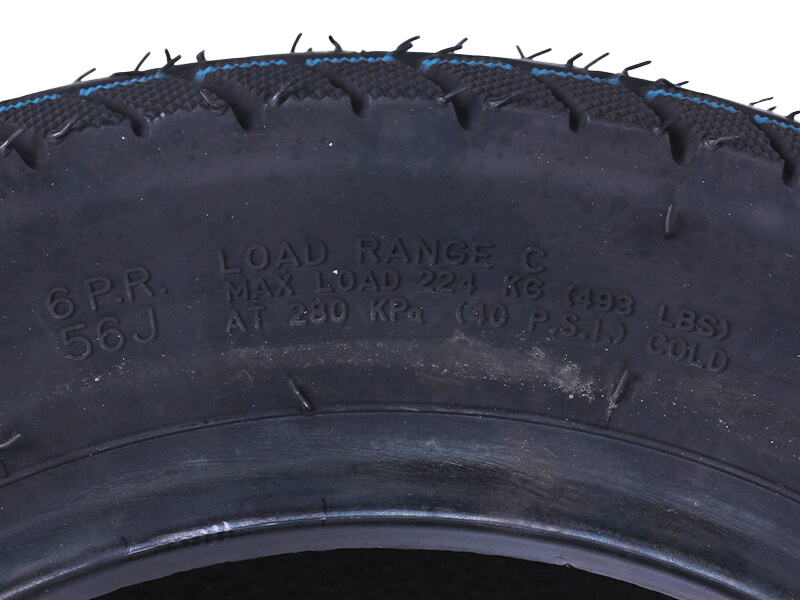 6 P.R.
56J
LOAD RANGE C
MAX LOAD 224 KG (493 LBS)
AT 280 KPa (40 P.S.I.) COLD